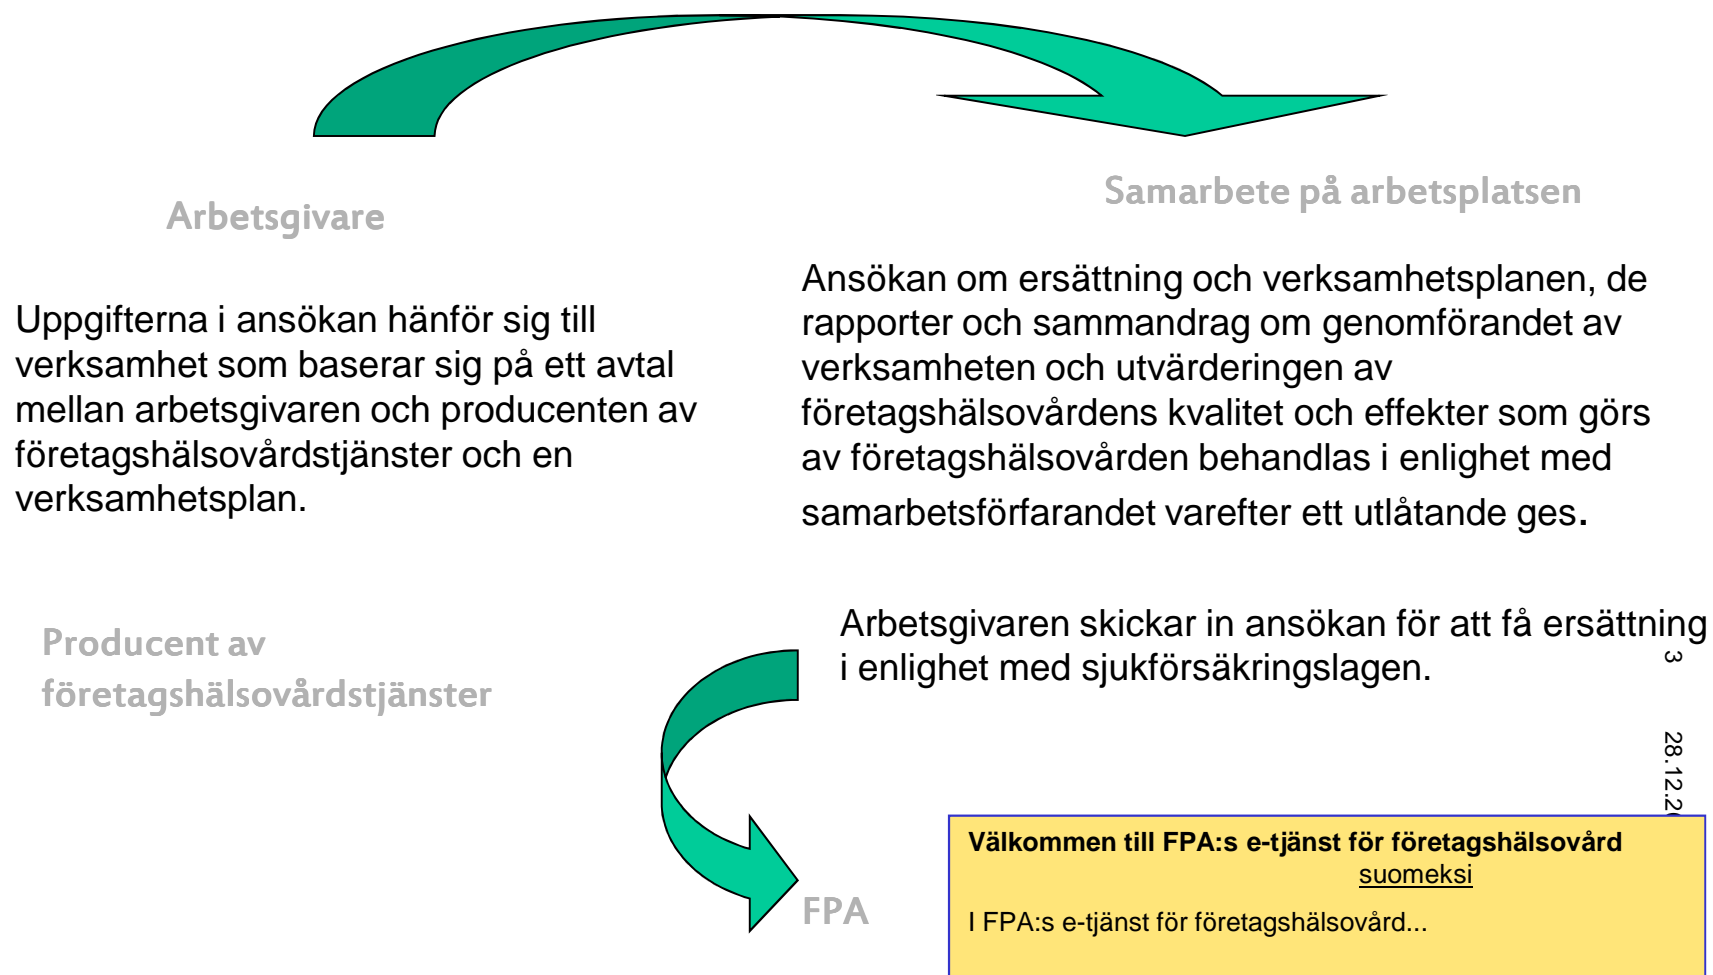 Arbetsgivare
Uppgifterna i ansökan hänför sig till
verksamhet som baserar sig på ett avtal
mellan arbetsgivaren och producenten av
företagshälsovårdstjänster och en
verksamhetsplan.
Samarbete på arbetsplatsen
Ansökan om ersättning och verksamhetsplanen, de
rapporter och sammandrag om genomförandet av
verksamheten och utvärderingen av
företagshälsovårdens kvalitet och effekter som görs
av företagshälsovården behandlas i enlighet med
samarbetsförfarandet varefter ett utlåtande ges.
Producent av
företagshälsovårdstjänster
Arbetsgivaren skickar in ansökan för att få ersättning
i enlighet med sjukförsäkringslagen.
FPA
3
28.12.2
Välkommen till FPA:s e-tjänst för företagshälsovård
suomeksi
I FPA:s e-tjänst för företagshälsovård...